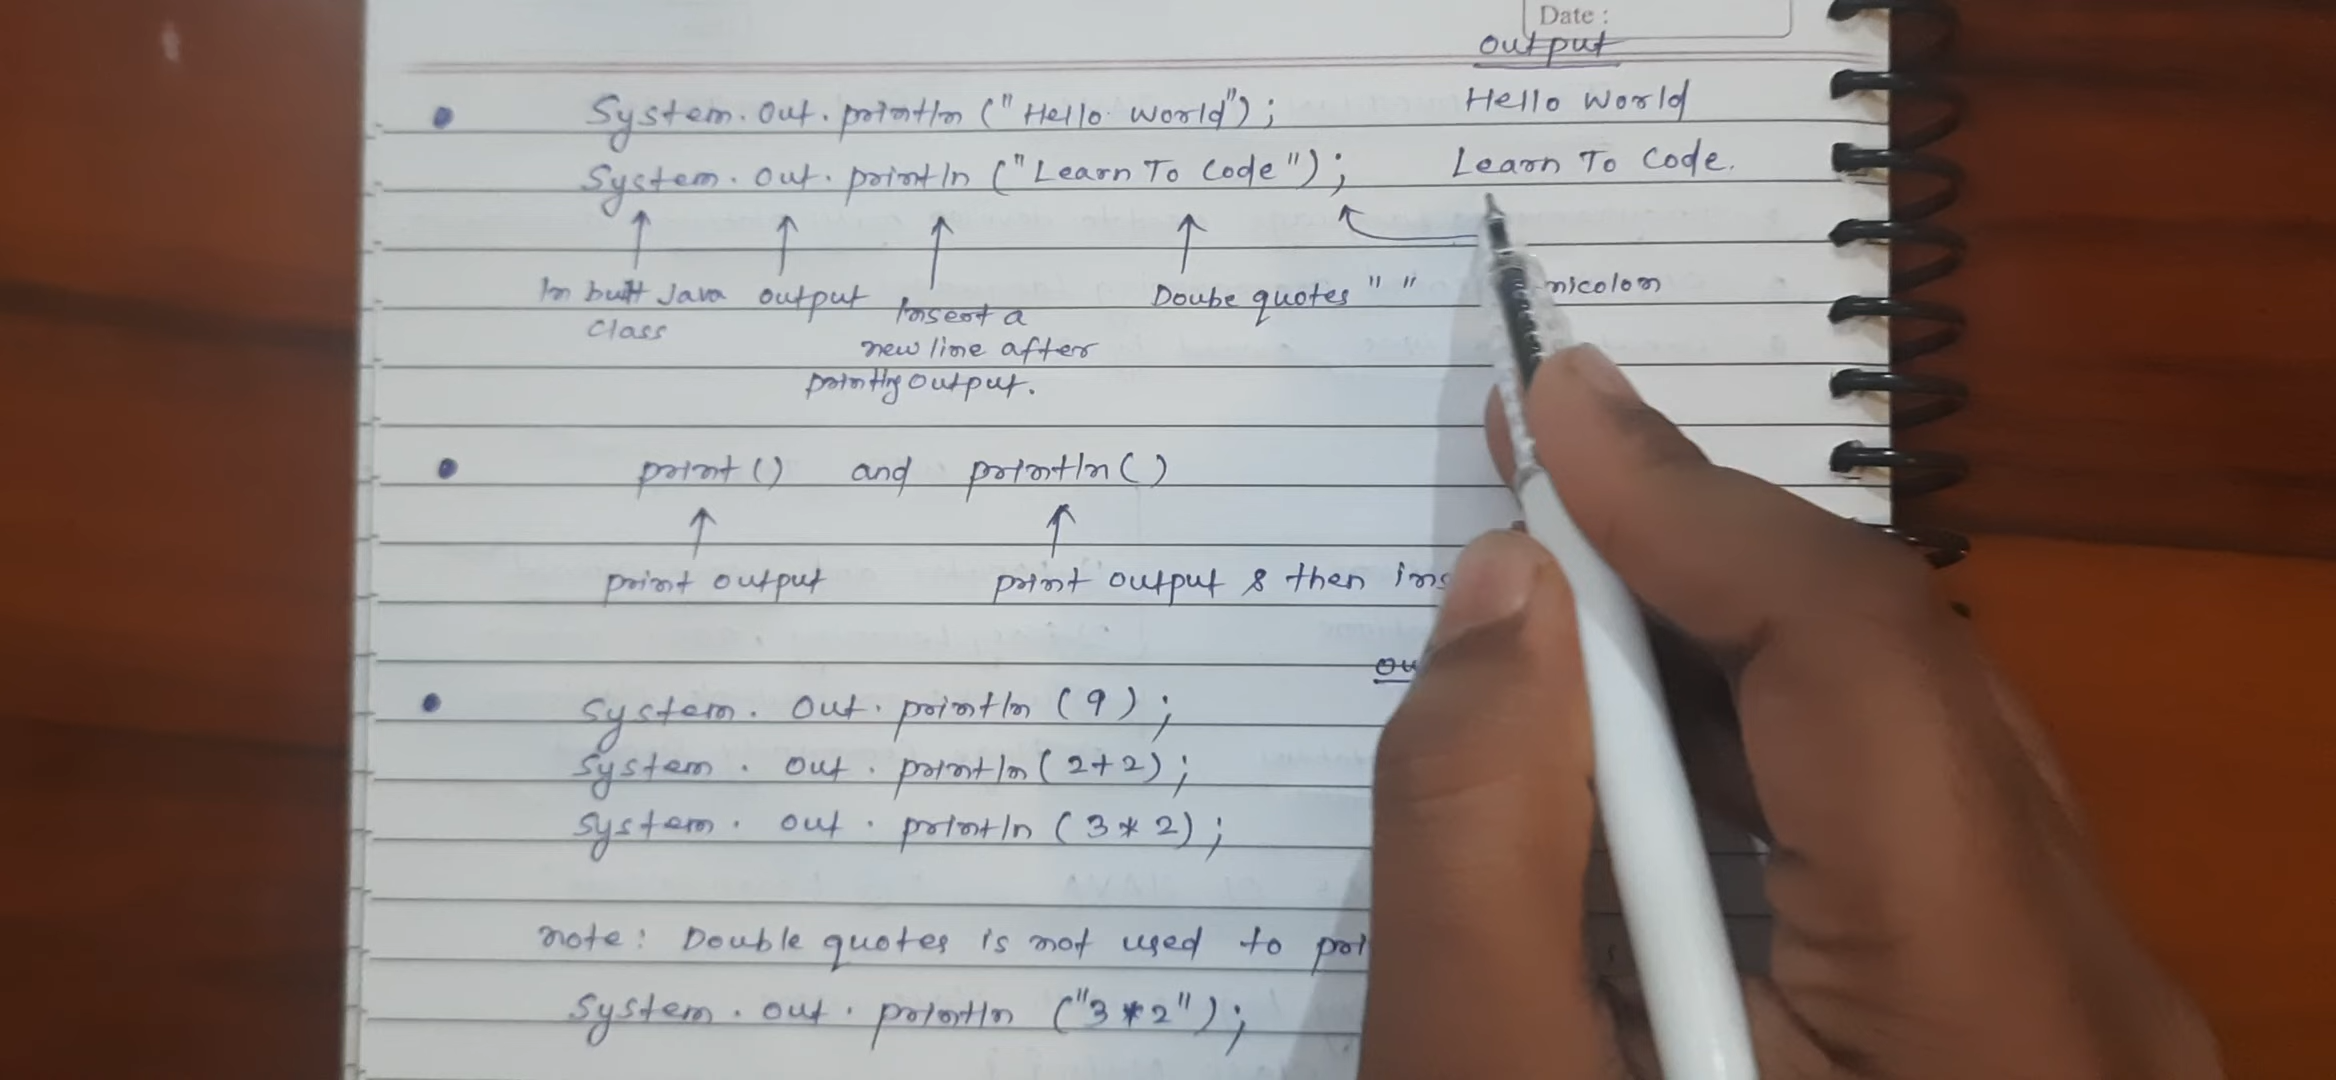 Date :
Output
System.out.println ("Hello World"); Hello World
System.out.println ("Learn To Code"); Learn To Code.
In built Java output Insert a Doube quotes " "
class
new line after
printing output.
print () and println ()
print output print output & then
System. out. println (9);
System. out. println (2+2);
System. out. println (3*2);
note: Double quotes is not used to
System. out. println ("3*2");